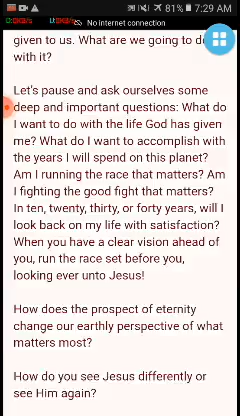 81% 7:29 AM
No internet connection
given to us. What are we going to do
with it?
Let's pause and ask ourselves some
deep and important questions: What do
I want to do with the life God has given
me? What do I want to accomplish with
the years I will spend on this planet?
Am I running the race that matters? Am
I fighting the good fight that matters?
In ten, twenty, thirty, or forty years, will I
look back on my life with satisfaction?
When you have a clear vision ahead of
you, run the race set before you,
looking ever unto Jesus!
How does the prospect of eternity
change our earthly perspective of what
matters most?
How do you see Jesus differently or
see Him again?